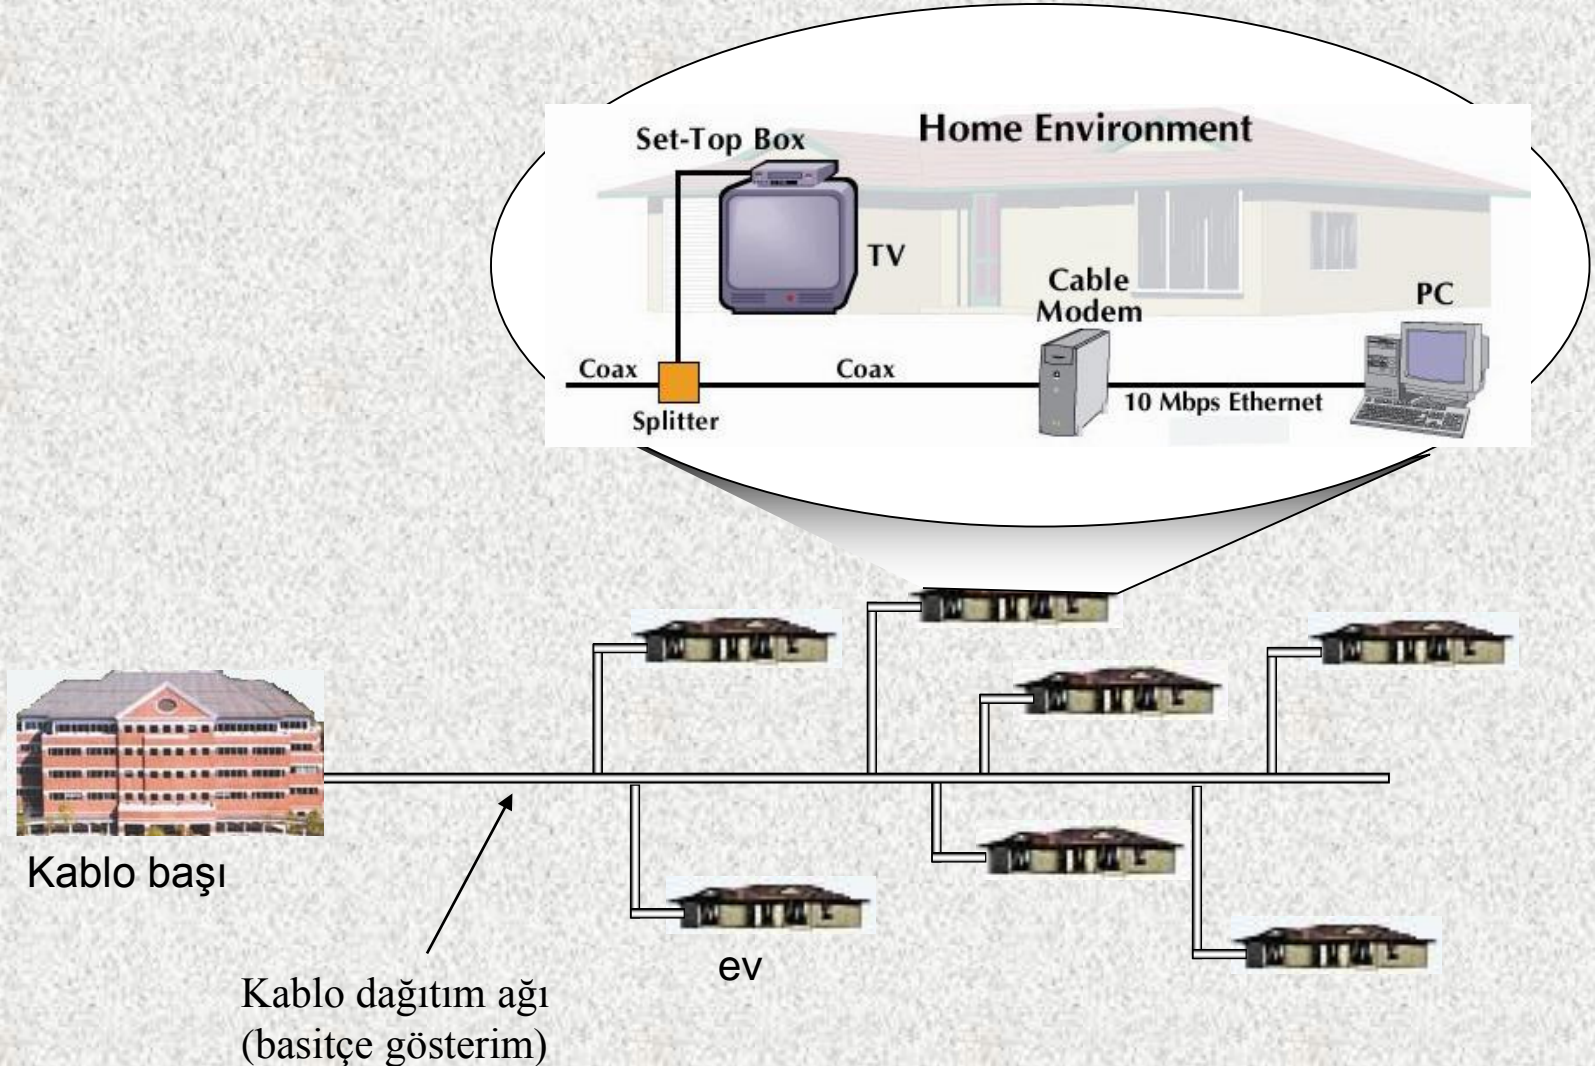 Home Environment
Set-Top Box
TV
Cable
Modem
PC
Coax
Coax
10 Mbps Ethernet
Splitter
Kablo başı
ev
Kablo dağıtım ağı
(basitçe gösterim)